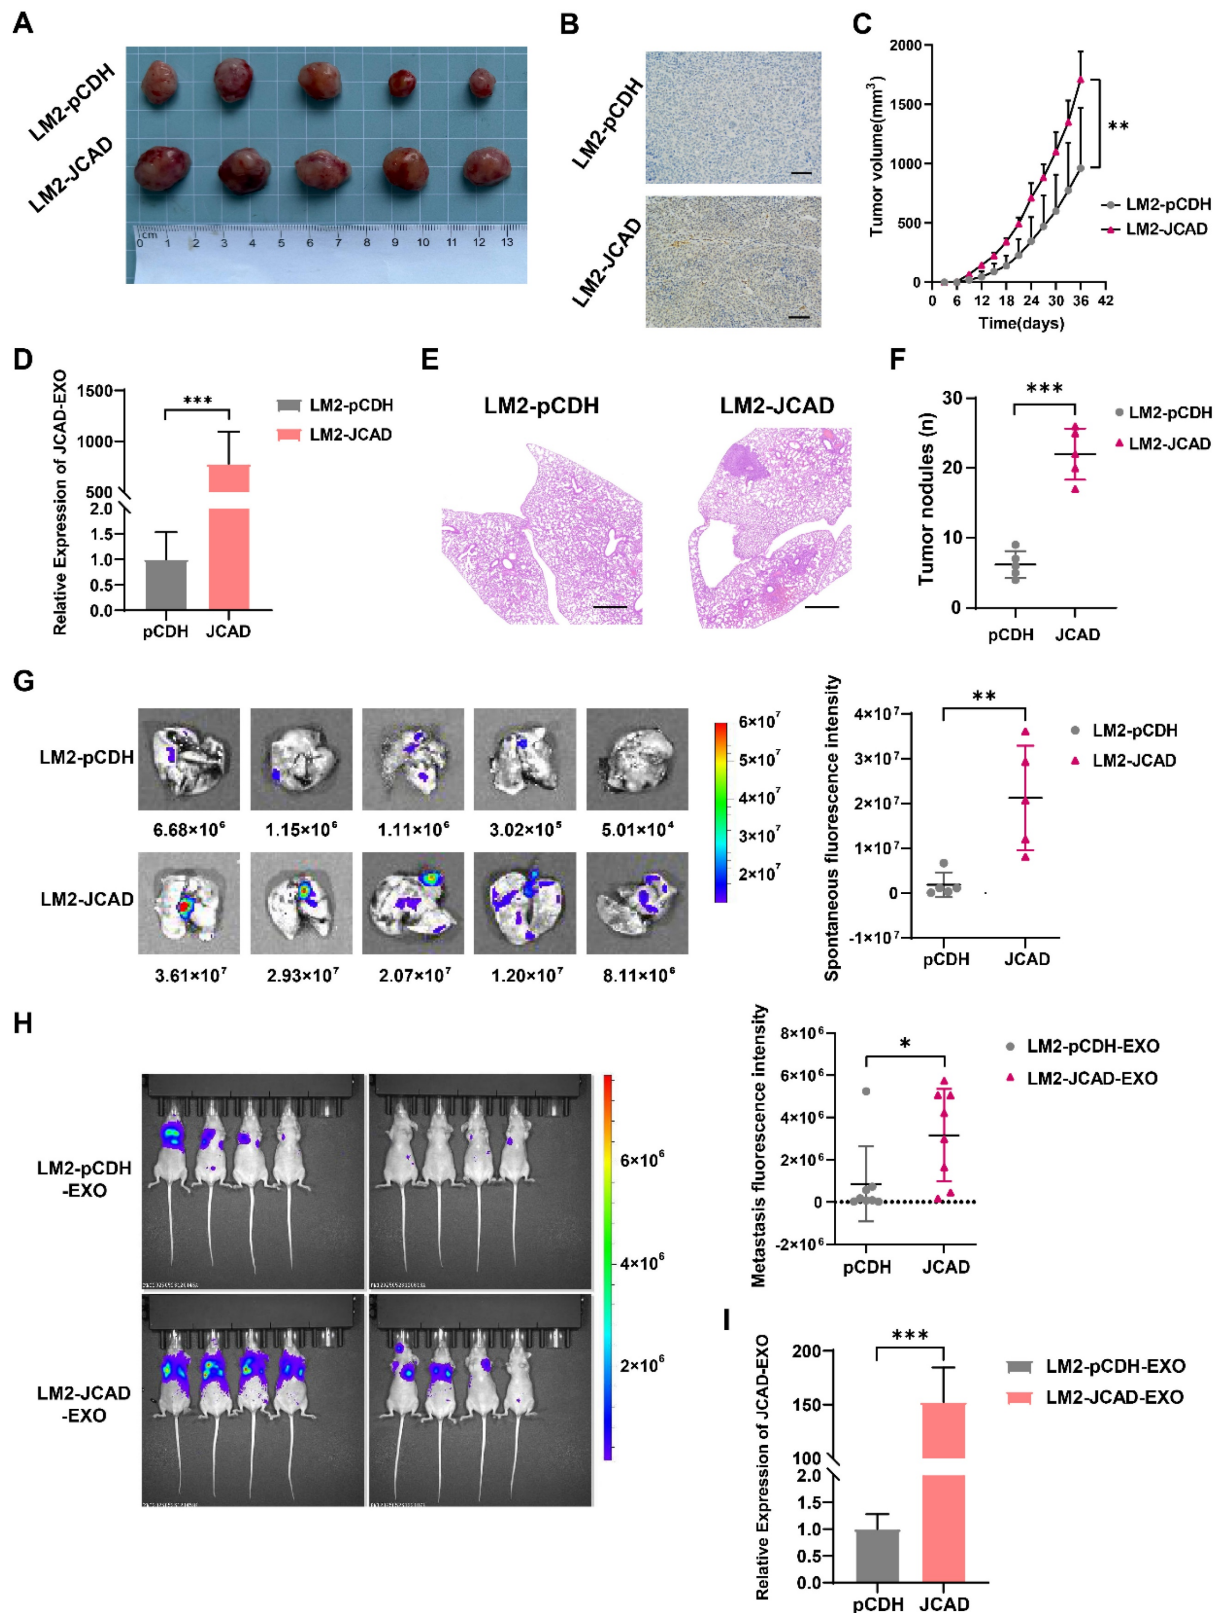 A
LM2-pCDH
LM2-JCAD
cm
0 1 2 3 4 5 6 7 8 9 10 11 12 13
B
LM2-pCDH
LM2-JCAD
C
Tumor volume(mm³)
2000
1500
1000
500
0
0 6 12 18 24 30 36 42
Time(days)
**
LM2-pCDH
LM2-JCAD
D
Relative Expression of JCAD-EXO
1500
1000
500
2.0
1.5
1.0
0.5
0.0
***
pCDH JCAD
LM2-pCDH
LM2-JCAD
E
LM2-pCDH LM2-JCAD
F
Tumor nodules (n)
30
20
10
0
***
pCDH JCAD
LM2-pCDH
LM2-JCAD
G
LM2-pCDH
6.68×10⁶ 1.15×10⁶ 1.11×10⁶ 3.02×10⁵ 5.01×10⁴
LM2-JCAD
3.61×10⁷ 2.93×10⁷ 2.07×10⁷ 1.20×10⁷ 8.11×10⁶
6×10⁷
5×10⁷
4×10⁷
3×10⁷
2×10⁷
Spontaneous fluorescence intensity
4×10⁷
3×10⁷
2×10⁷
1×10⁷
0
-1×10⁷
**
pCDH JCAD
LM2-pCDH
LM2-JCAD
H
LM2-pCDH
-EXO
LM2-JCAD
-EXO
6×10⁶
4×10⁶
2×10⁶
Metastasis fluorescence intensity
8×10⁶
6×10⁶
4×10⁶
2×10⁶
0
-2×10⁶
*
pCDH JCAD
LM2-pCDH-EXO
LM2-JCAD-EXO
I
Relative Expression of JCAD-EXO
200
150
100
2.0
1.5
1.0
0.5
0.0
***
pCDH JCAD
LM2-pCDH-EXO
LM2-JCAD-EXO